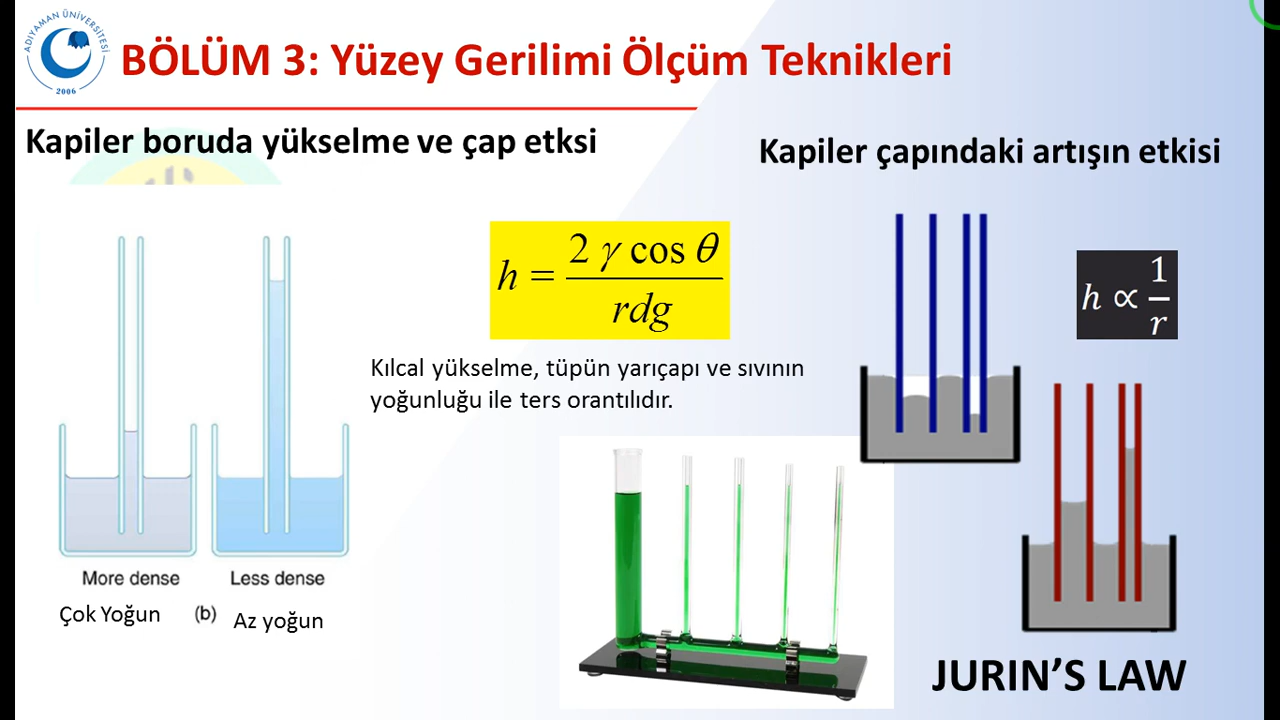 ADIYAMAN ÜNİVERSİTESİ
2006
BÖLÜM 3: Yüzey Gerilimi Ölçüm Teknikleri
Kapiler boruda yükselme ve çap etksi
Kapiler çapındaki artışın etkisi
h = 2 γ cos θ / rdg
h ∝ 1/r
Kılcal yükselme, tüpün yarıçapı ve sıvının
yoğunluğu ile ters orantılıdır.
More dense
Less dense
Çok Yoğun
(b)
Az yoğun
JURIN’S LAW